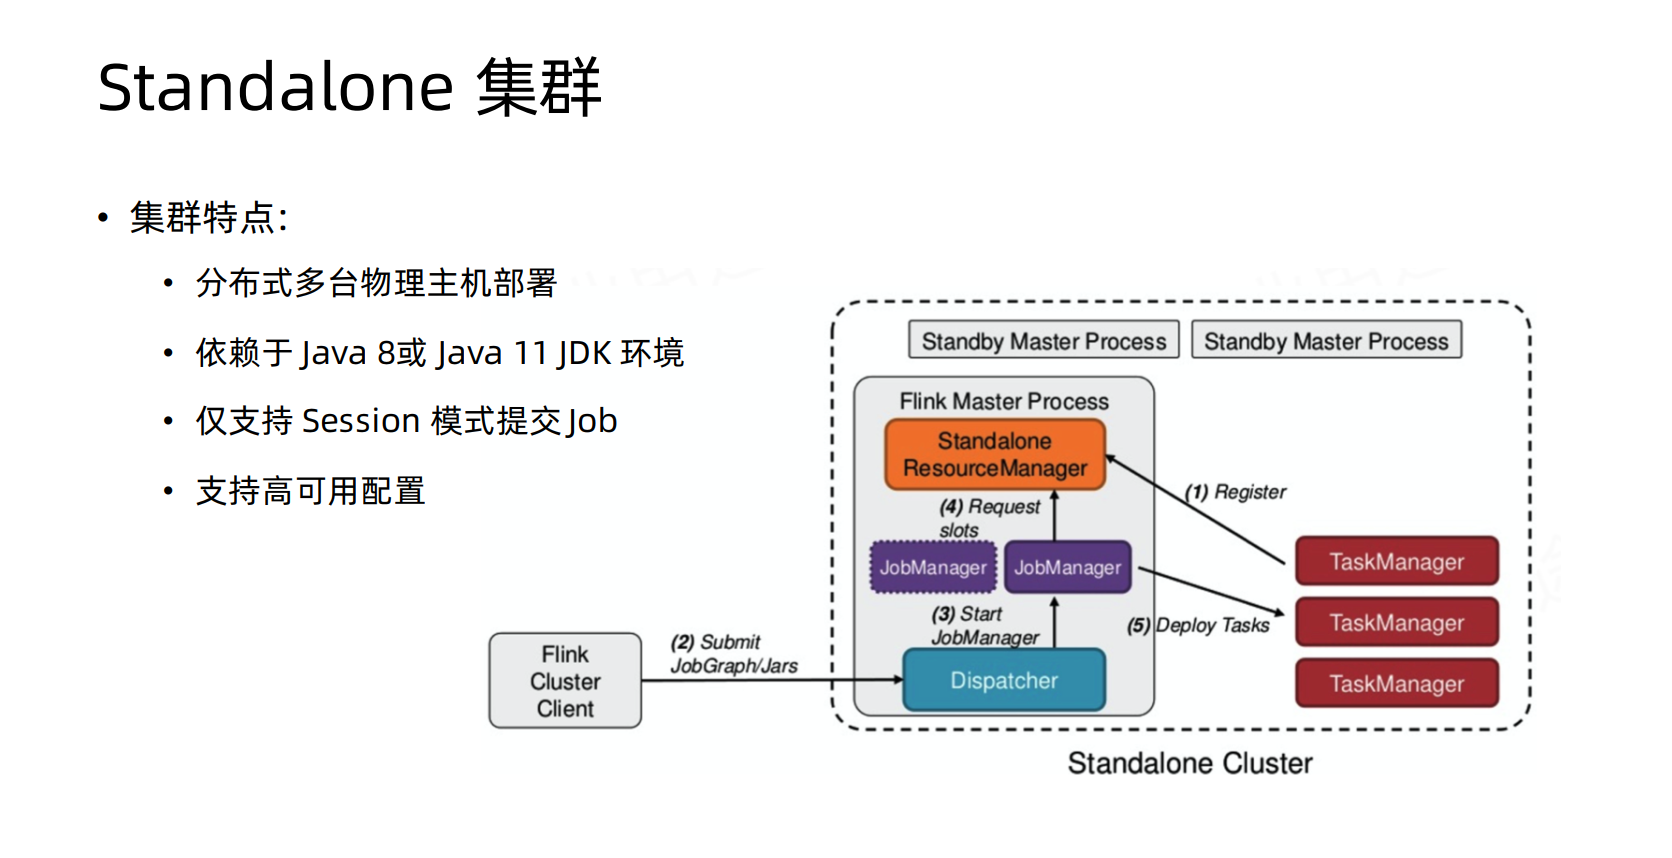 Standalone 集群
• 集群特点:
• 分布式多台物理主机部署
• 依赖于 Java 8或 Java 11 JDK 环境
• 仅支持 Session 模式提交 Job
• 支持高可用配置
Standby Master Process
Standby Master Process
Flink Master Process
Standalone
ResourceManager
(1) Register
(4) Request
slots
JobManager
JobManager
TaskManager
(3) Start
JobManager
(5) Deploy Tasks
TaskManager
(2) Submit
JobGraph/Jars
Flink
Cluster
Client
Dispatcher
TaskManager
Standalone Cluster